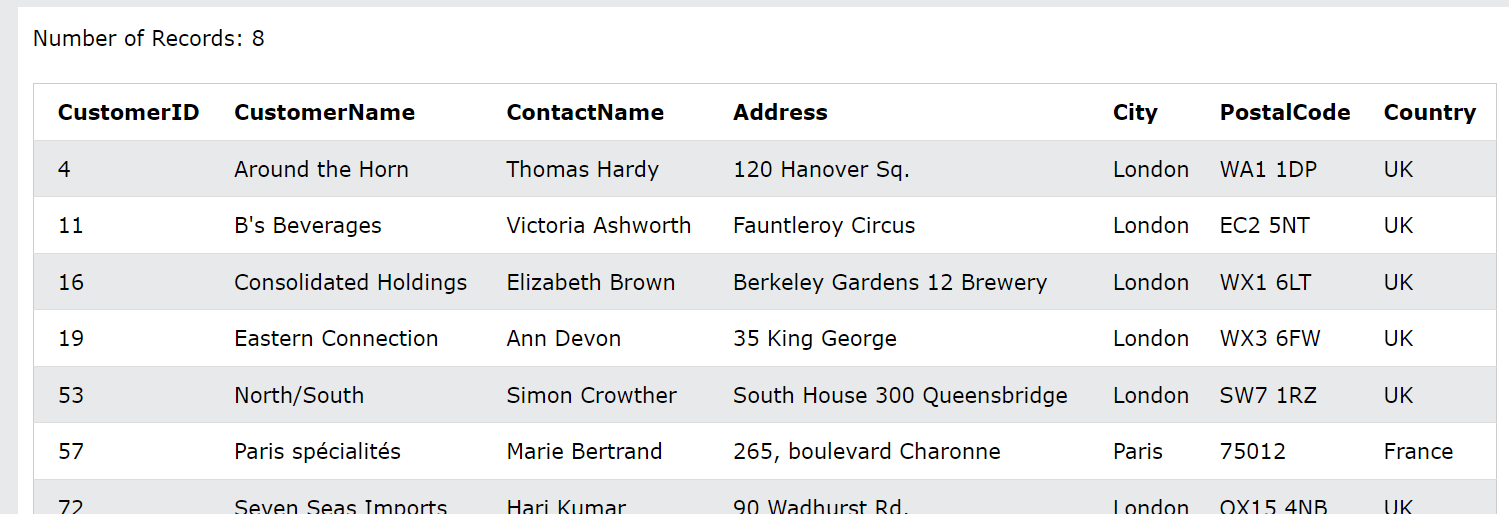 Number of Records: 8
CustomerID CustomerName ContactName Address City PostalCode Country
4 Around the Horn Thomas Hardy 120 Hanover Sq. London WA1 1DP UK
11 B's Beverages Victoria Ashworth Fauntleroy Circus London EC2 5NT UK
16 Consolidated Holdings Elizabeth Brown Berkeley Gardens 12 Brewery London WX1 6LT UK
19 Eastern Connection Ann Devon 35 King George London WX3 6FW UK
53 North/South Simon Crowther South House 300 Queensbridge London SW7 1RZ UK
57 Paris spécialités Marie Bertrand 265, boulevard Charonne Paris 75012 France
72 Seven Seas Imports Hari Kumar 90 Wadhurst Rd. London OX15 4NB UK